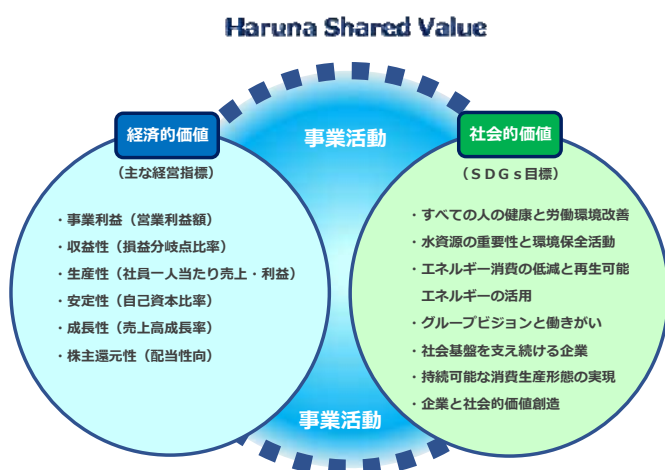 Haruna Shared Value
事業活動
経済的価値
(主な経営指標)
・事業利益(営業利益額)
・収益性(損益分岐点比率)
・生産性(社員一人当たり売上・利益)
・安定性(自己資本比率)
・成長性(売上高成長率)
・株主還元性(配当性向)
社会的価値
(SDGs目標)
・すべての人の健康と労働環境改善
・水資源の重要性と環境保全活動
・エネルギー消費の低減と再生可能
エネルギーの活用
・グループビジョンと働きがい
・社会基盤を支え続ける企業
・持続可能な消費生産形態の実現
・企業と社会的価値創造
事業活動